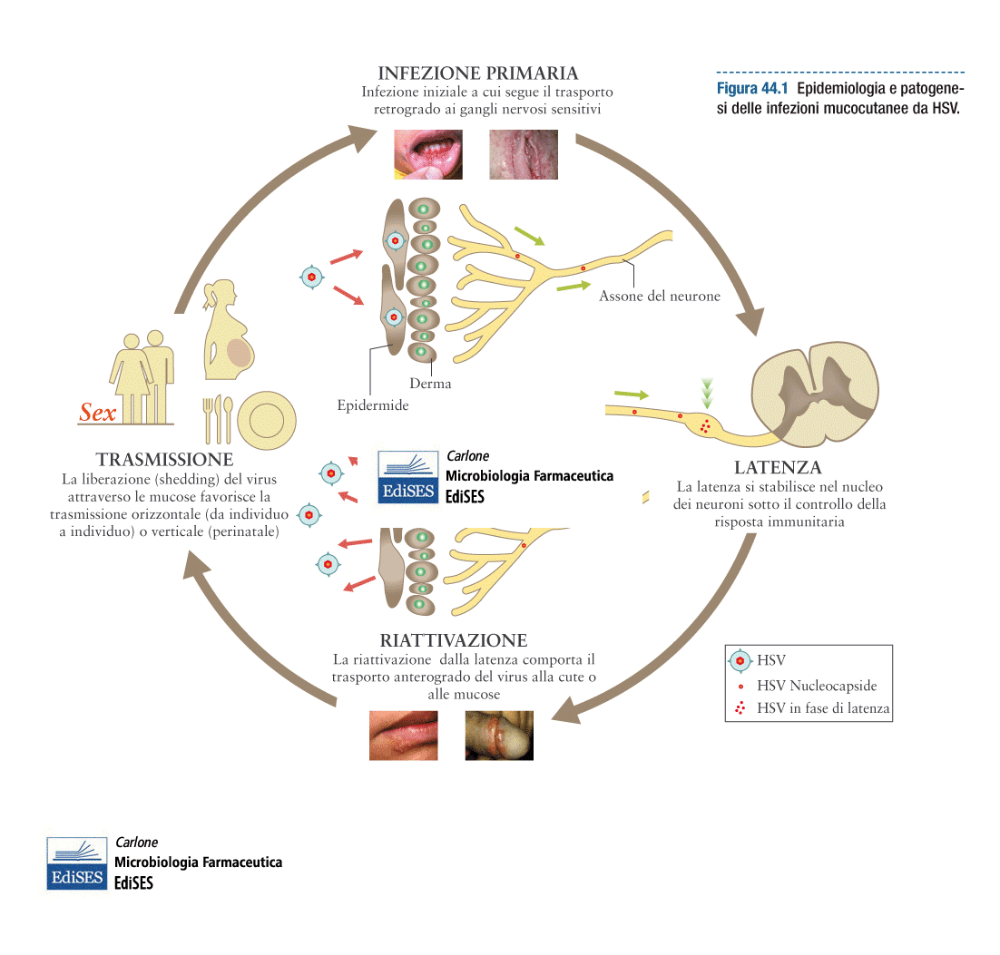 INFEZIONE PRIMARIA
Infezione iniziale a cui segue il trasporto
retrogrado ai gangli nervosi sensitivi
Figura 44.1 Epidemiologia e patogene-
si delle infezioni mucocutanee da HSV.
Assone del neurone
Derma
Epidermide
Sex
TRASMISSIONE
La liberazione (shedding) del virus
attraverso le mucose favorisce la
trasmissione orizzontale (da individuo
a individuo) o verticale (perinatale)
EdiSES
Carlone
Microbiologia Farmaceutica
EdiSES
LATENZA
La latenza si stabilisce nel nucleo
dei neuroni sotto il controllo della
risposta immunitaria
RIATTIVAZIONE
La riattivazione dalla latenza comporta il
trasporto anterogrado del virus alla cute o
alle mucose
HSV
HSV Nucleocapside
HSV in fase di latenza
EdiSES
Carlone
Microbiologia Farmaceutica
EdiSES